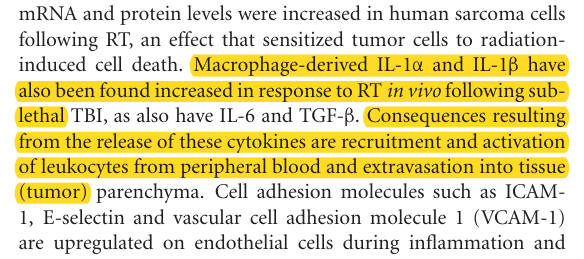 mRNA and protein levels were increased in human sarcoma cells
following RT, an effect that sensitized tumor cells to radiation-
induced cell death. Macrophage-derived IL-1α and IL-1β have
also been found increased in response to RT in vivo following sub-
lethal TBI, as also have IL-6 and TGF-β. Consequences resulting
from the release of these cytokines are recruitment and activation
of leukocytes from peripheral blood and extravasation into tissue
(tumor) parenchyma. Cell adhesion molecules such as ICAM-
1, E-selectin and vascular cell adhesion molecule 1 (VCAM-1)
are upregulated on endothelial cells during inflammation and